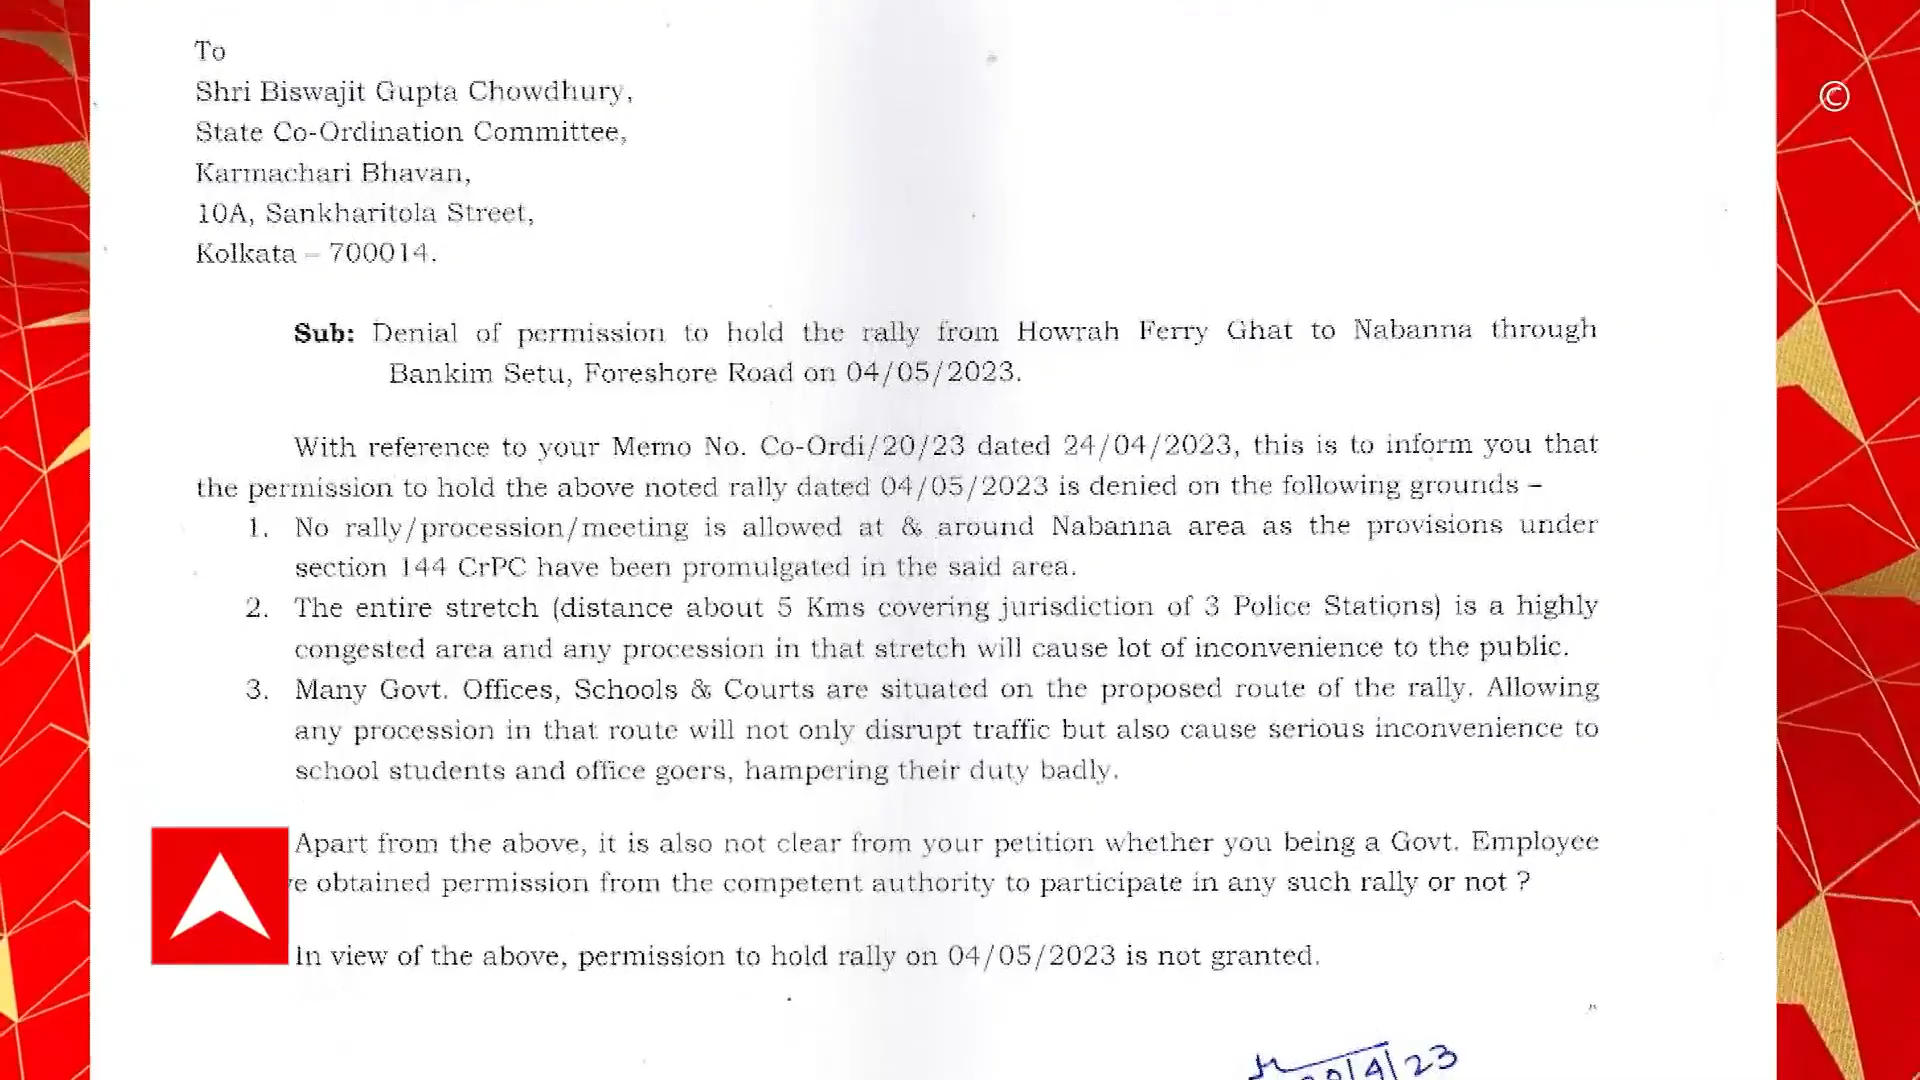 To
Shri Biswajit Gupta Chowdhury,
State Co-Ordination Committee,
Karmachari Bhavan,
10A, Sankharitola Street,
Kolkata – 700014.
Sub: Denial of permission to hold the rally from Howrah Ferry Ghat to Nabanna through
Bankim Setu, Foreshore Road on 04/05/2023.
With reference to your Memo No. Co-Ordi/20/23 dated 24/04/2023, this is to inform you that
the permission to hold the above noted rally dated 04/05/2023 is denied on the following grounds –
1. No rally/procession/meeting is allowed at & around Nabanna area as the provisions under
section 144 CrPC have been promulgated in the said area.
2. The entire stretch (distance about 5 Kms covering jurisdiction of 3 Police Stations) is a highly
congested area and any procession in that stretch will cause lot of inconvenience to the public.
3. Many Govt. Offices, Schools & Courts are situated on the proposed route of the rally. Allowing
any procession in that route will not only disrupt traffic but also cause serious inconvenience to
school students and office goers, hampering their duty badly.
Apart from the above, it is also not clear from your petition whether you being a Govt. Employee
obtained permission from the competent authority to participate in any such rally or not ?
In view of the above, permission to hold rally on 04/05/2023 is not granted.
©